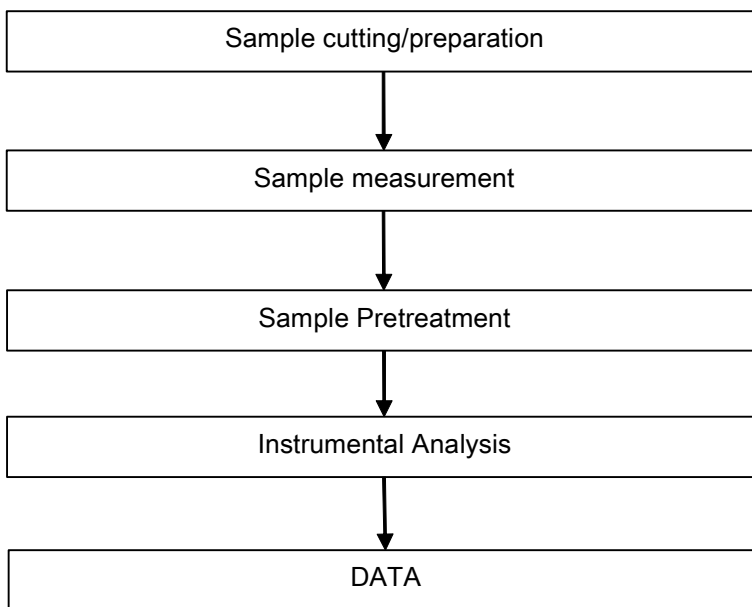 Sample cutting/preparation
Sample measurement
Sample Pretreatment
Instrumental Analysis
DATA